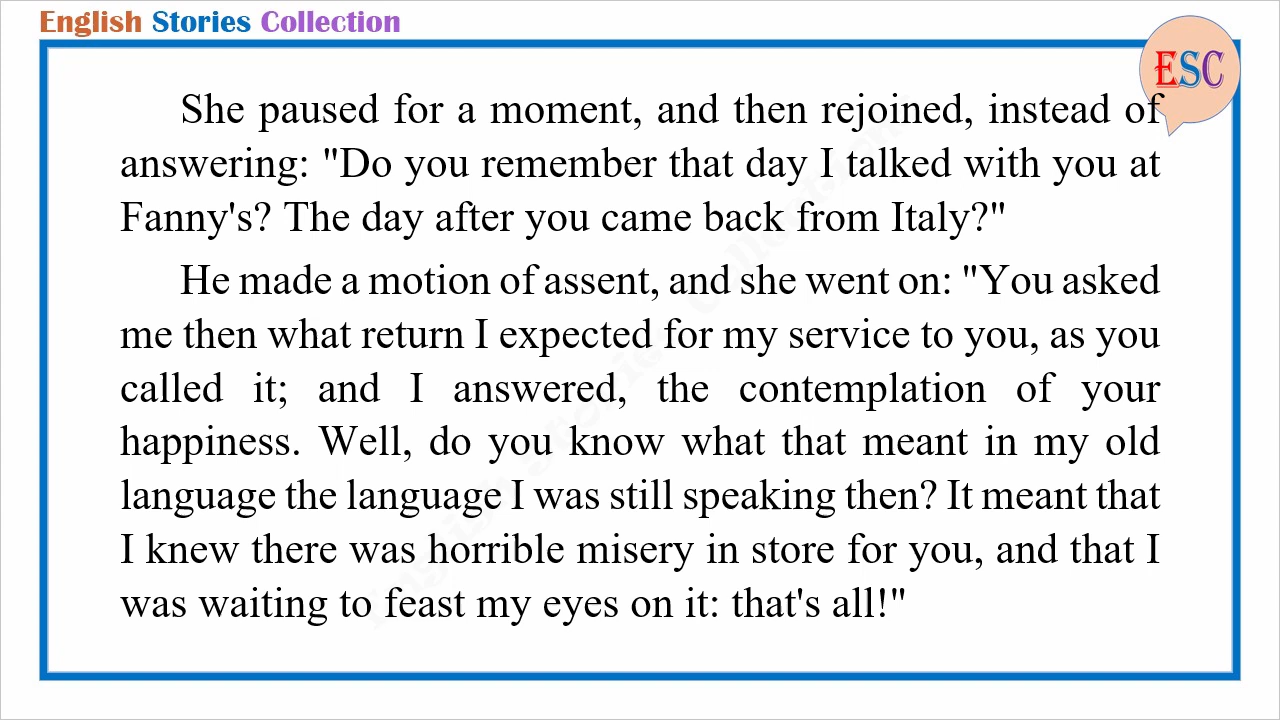 English Stories Collection
ESC
She paused for a moment, and then rejoined, instead of
answering: "Do you remember that day I talked with you at
Fanny's? The day after you came back from Italy?"
He made a motion of assent, and she went on: "You asked
me then what return I expected for my service to you, as you
called it; and I answered, the contemplation of your
happiness. Well, do you know what that meant in my old
language the language I was still speaking then? It meant that
I knew there was horrible misery in store for you, and that I
was waiting to feast my eyes on it: that's all!"